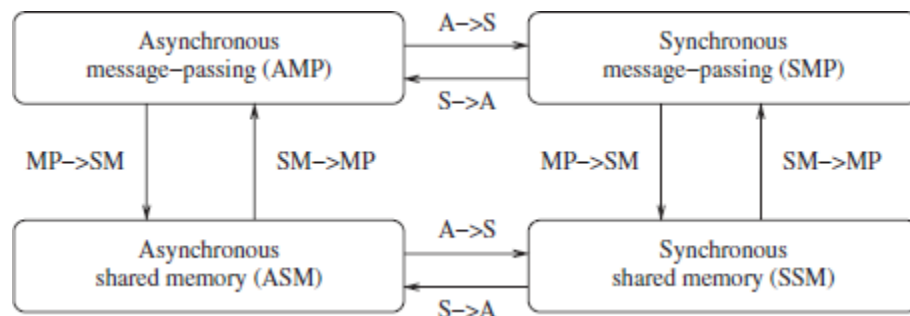 Asynchronous
message−passing (AMP)
A−>S
S−>A
Synchronous
message−passing (SMP)
MP−>SM
SM−>MP
MP−>SM
SM−>MP
Asynchronous
shared memory (ASM)
A−>S
S−>A
Synchronous
shared memory (SSM)